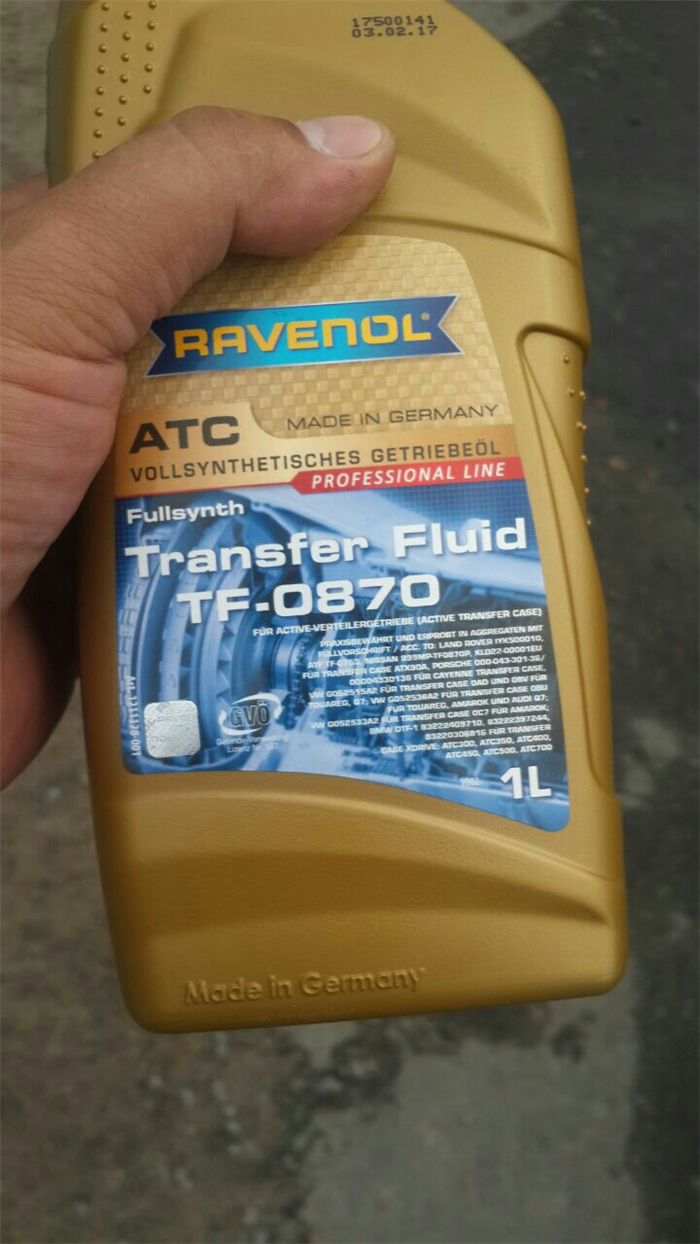 17500141
03.02.17
RAVENOL®
ATC
MADE IN GERMANY
VOLLSYNTHETISCHES GETRIEBEÖL
PROFESSIONAL LINE
Fullsynth
Transfer Fluid
TF-0870
FÜR ACTIVE-VERTEILERGETRIEBE (ACTIVE TRANSFER CASE)
PRAXISBEWÄHRT UND ERPROBT IN AGGREGATEN MIT
FÜLLVORSCHRIFT / ACC. TO: LAND ROVER IYK500010,
NISSAN 999MP-TF0870P, KLD22-00001EU
FÜR TRANSFER CASE ATX90A, PORSCHE 000-043-301-36/
00004330136 FÜR CAYENNE TRANSFER CASE,
VW G052515A2 FÜR TRANSFER CASE 0AD UND 0BV FÜR
TOUAREG, Q7; VW G052536A2 FÜR TRANSFER CASE 0BU
FÜR TOUAREG, AMAROK UND AUDI Q7;
VW G052533A2 FÜR TRANSFER CASE 0C7 FÜR AMAROK,
BMW DTF-1 83222409710, 83222397244,
83220306816 FÜR TRANSFER
CASE XDRIVE: ATC300, ATC350, ATC400,
ATC450, ATC500, ATC700
GVÖ
Gebinde-Verwertung
1L
Made in Germany